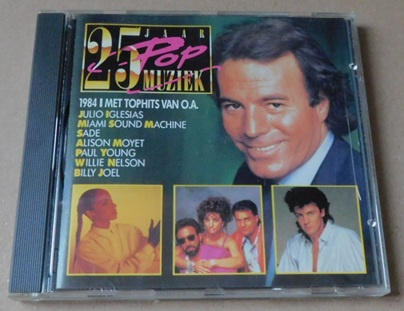 25 JAAR
Pop
MUZIEK
1984 II MET TOPHITS VAN O.A.
JULIO IGLESIAS
MIAMI SOUND MACHINE
SADE
ALISON MOYET
PAUL YOUNG
WILLIE NELSON
BILLY JOEL